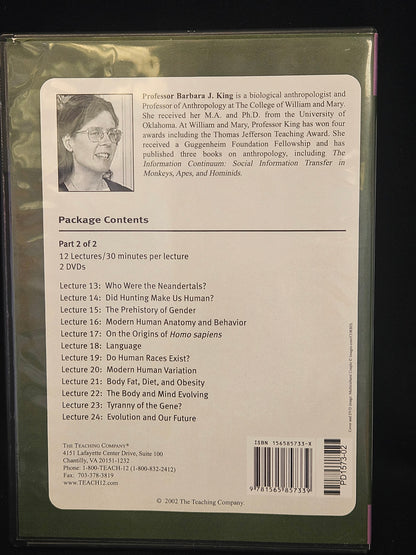 Professor Barbara J. King is a biological anthropologist and
Professor of Anthropology at The College of William and Mary.
She received her M.A. and Ph.D. from the University of
Oklahoma. At William and Mary, Professor King has won four
awards including the Thomas Jefferson Teaching Award. She
received a Guggenheim Foundation Fellowship and has
published three books on anthropology, including The
Information Continuum: Social Information Transfer in
Monkeys, Apes, and Hominids.
Package Contents
Part 2 of 2
12 Lectures/30 minutes per lecture
2 DVDs
Lecture 13: Who Were the Neandertals?
Lecture 14: Did Hunting Make Us Human?
Lecture 15: The Prehistory of Gender
Lecture 16: Modern Human Anatomy and Behavior
Lecture 17: On the Origins of Homo sapiens
Lecture 18: Language
Lecture 19: Do Human Races Exist?
Lecture 20: Modern Human Variation
Lecture 21: Body Fat, Diet, and Obesity
Lecture 22: The Body and Mind Evolving
Lecture 23: Tyranny of the Gene?
Lecture 24: Evolution and Our Future
THE TEACHING COMPANY®
4151 Lafayette Center Drive, Suite 100
Chantilly, VA 20151-1232
Phone: 1-800-TEACH-12 (1-800-832-2412)
Fax: 703-378-3819
www.TEACH12.com
ISBN 156585733-X
9 781565 857339
PD1573-02
© 2002 The Teaching Company.